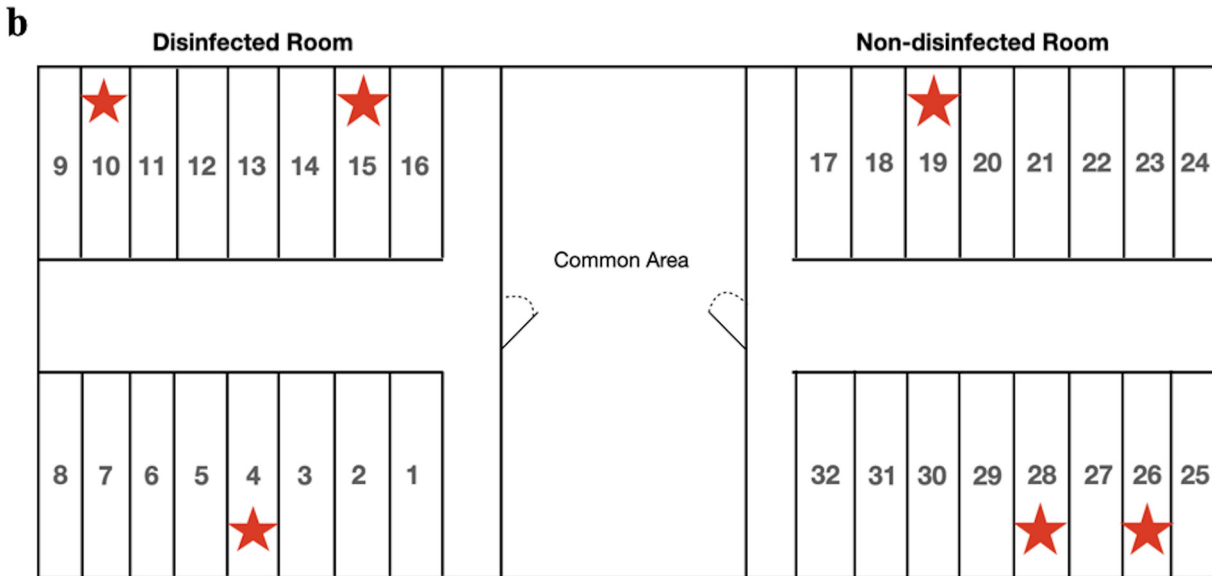 b
Disinfected Room Non-disinfected Room
9 10 11 12 13 14 15 16 17 18 19 20 21 22 23 24
Common Area
8 7 6 5 4 3 2 1 32 31 30 29 28 27 26 25